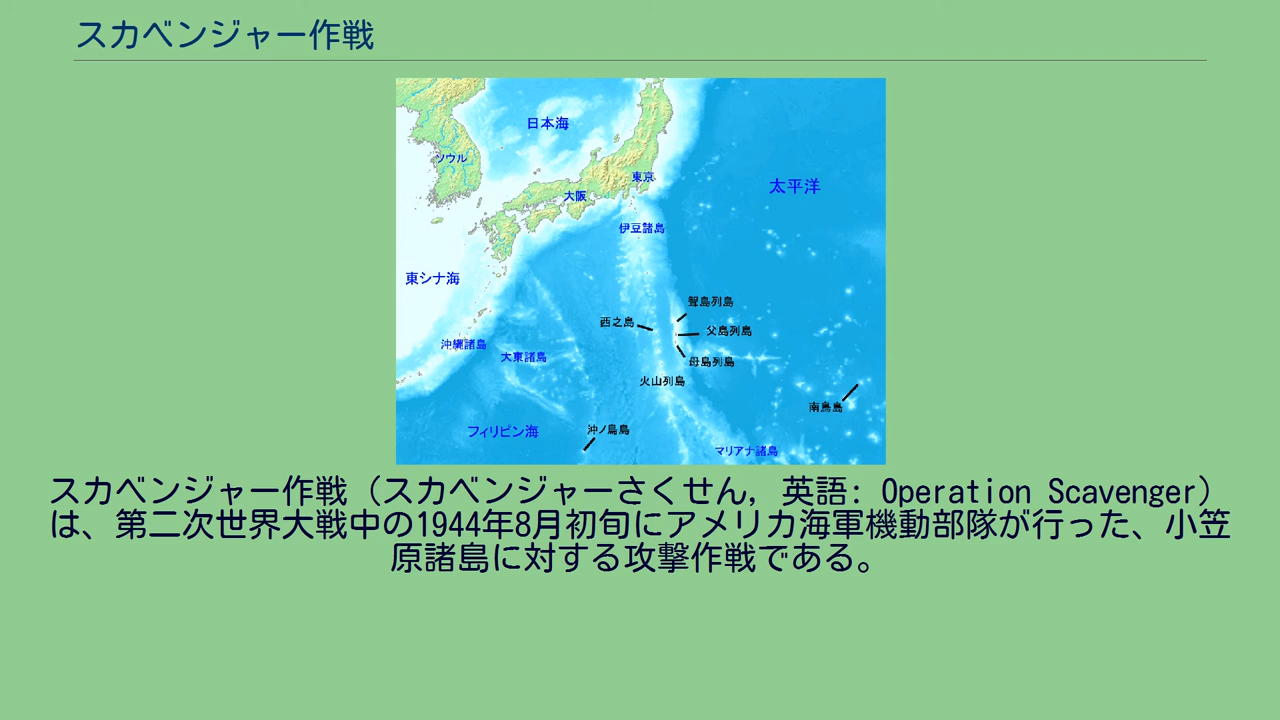 スカベンジャー作戦
日本海
ソウル
東京
太平洋
大阪
伊豆諸島
東シナ海
聟島列島
西之島
父島列島
沖縄諸島
大東諸島
母島列島
火山列島
南鳥島
フィリピン海
沖ノ鳥島
マリアナ諸島
スカベンジャー作戦（スカベンジャーさくせん, 英語: Operation Scavenger）
は、第二次世界大戦中の1944年8月初旬にアメリカ海軍機動部隊が行った、小笠
原諸島に対する攻撃作戦である。